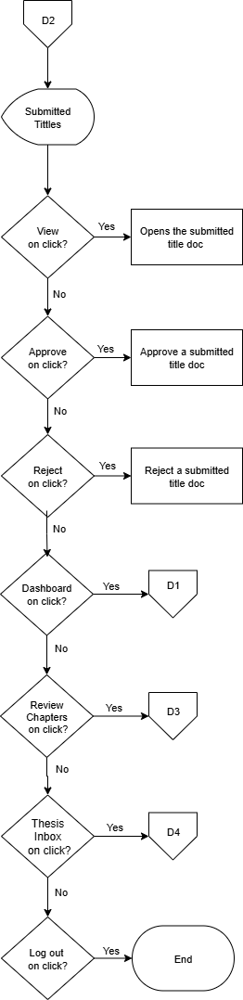 D2
Submitted
Tittles
View
on click?
Yes
Opens the submitted
title doc
No
Approve
on click?
Yes
Approve a submitted
title doc
No
Reject
on click?
Yes
Reject a submitted
title doc
No
Dashboard
on click?
Yes
D1
No
Review
Chapters
on click?
Yes
D3
No
Thesis
Inbox
on click?
Yes
D4
No
Log out
on click?
Yes
End